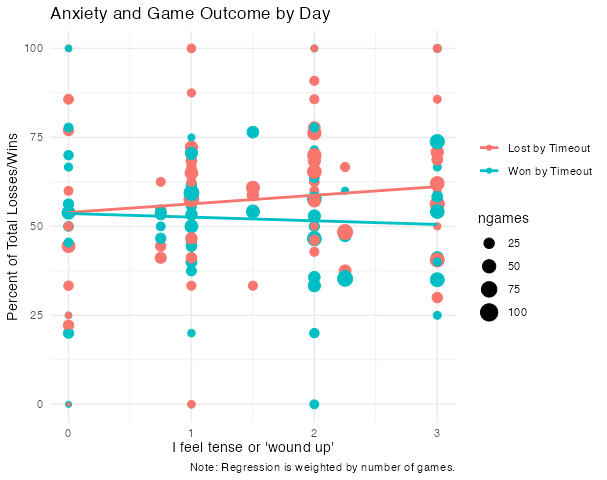 Anxiety and Game Outcome by Day
Percent of Total Losses/Wins
100
75
50
25
0
0
1
2
3
I feel tense or 'wound up'
Note: Regression is weighted by number of games.
Lost by Timeout
Won by Timeout
ngames
25
50
75
100